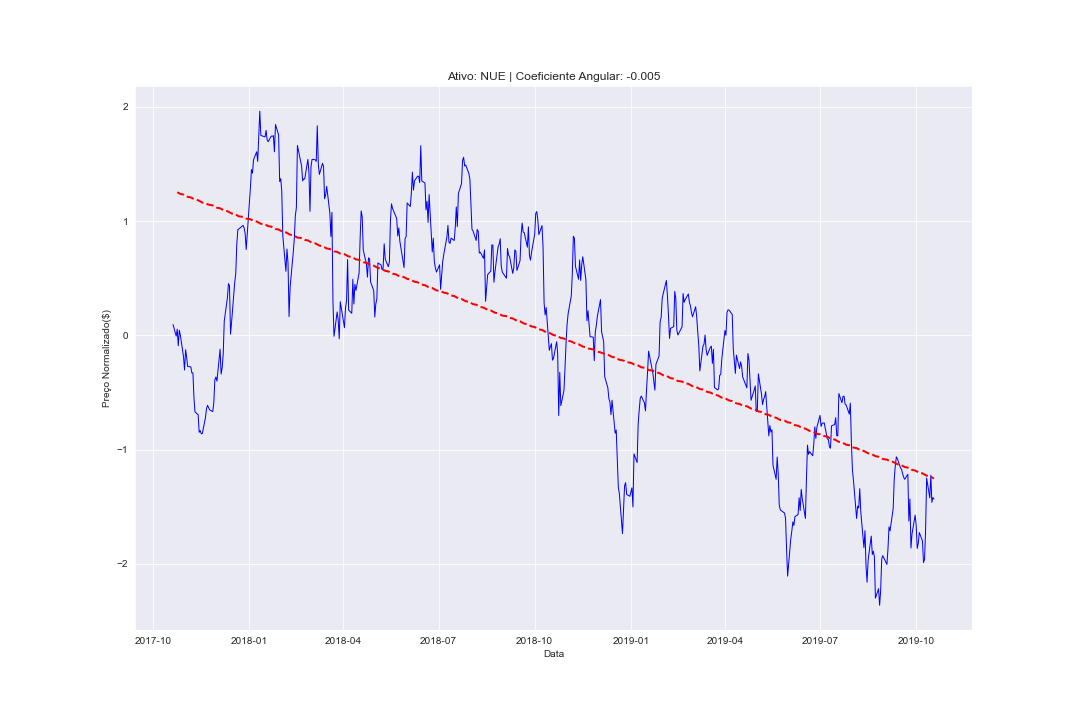 Ativo: NUE | Coeficiente Angular: -0.005
Preço Normalizado($)
2
1
0
−1
−2
2017-10 2018-01 2018-04 2018-07 2018-10 2019-01 2019-04 2019-07 2019-10
Data